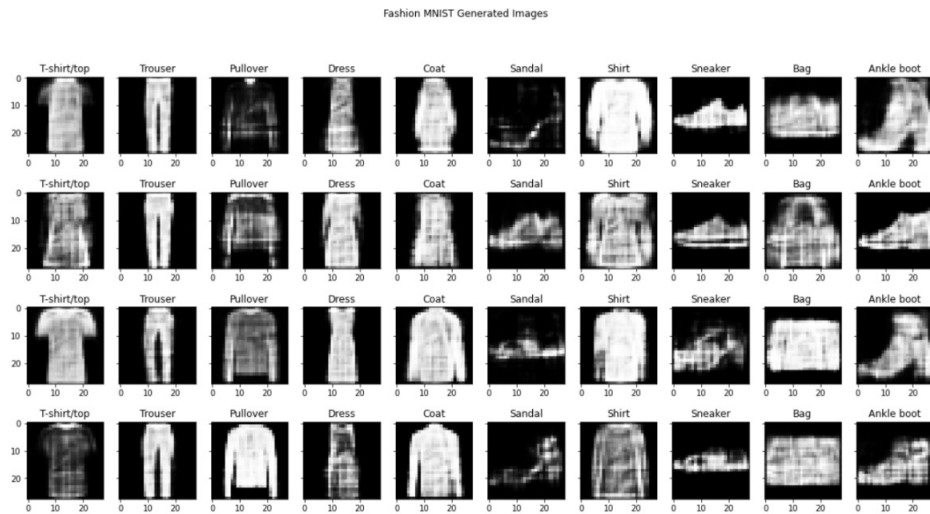 Fashion MNIST Generated Images
T-shirt/top Trouser Pullover Dress Coat Sandal Shirt Sneaker Bag Ankle boot
0
10
20
0 10 20 0 10 20 0 10 20 0 10 20 0 10 20 0 10 20 0 10 20 0 10 20 0 10 20 0 10 20
T-shirt/top Trouser Pullover Dress Coat Sandal Shirt Sneaker Bag Ankle boot
0
10
20
0 10 20 0 10 20 0 10 20 0 10 20 0 10 20 0 10 20 0 10 20 0 10 20 0 10 20 0 10 20
T-shirt/top Trouser Pullover Dress Coat Sandal Shirt Sneaker Bag Ankle boot
0
10
20
0 10 20 0 10 20 0 10 20 0 10 20 0 10 20 0 10 20 0 10 20 0 10 20 0 10 20 0 10 20
T-shirt/top Trouser Pullover Dress Coat Sandal Shirt Sneaker Bag Ankle boot
0
10
20
0 10 20 0 10 20 0 10 20 0 10 20 0 10 20 0 10 20 0 10 20 0 10 20 0 10 20 0 10 20